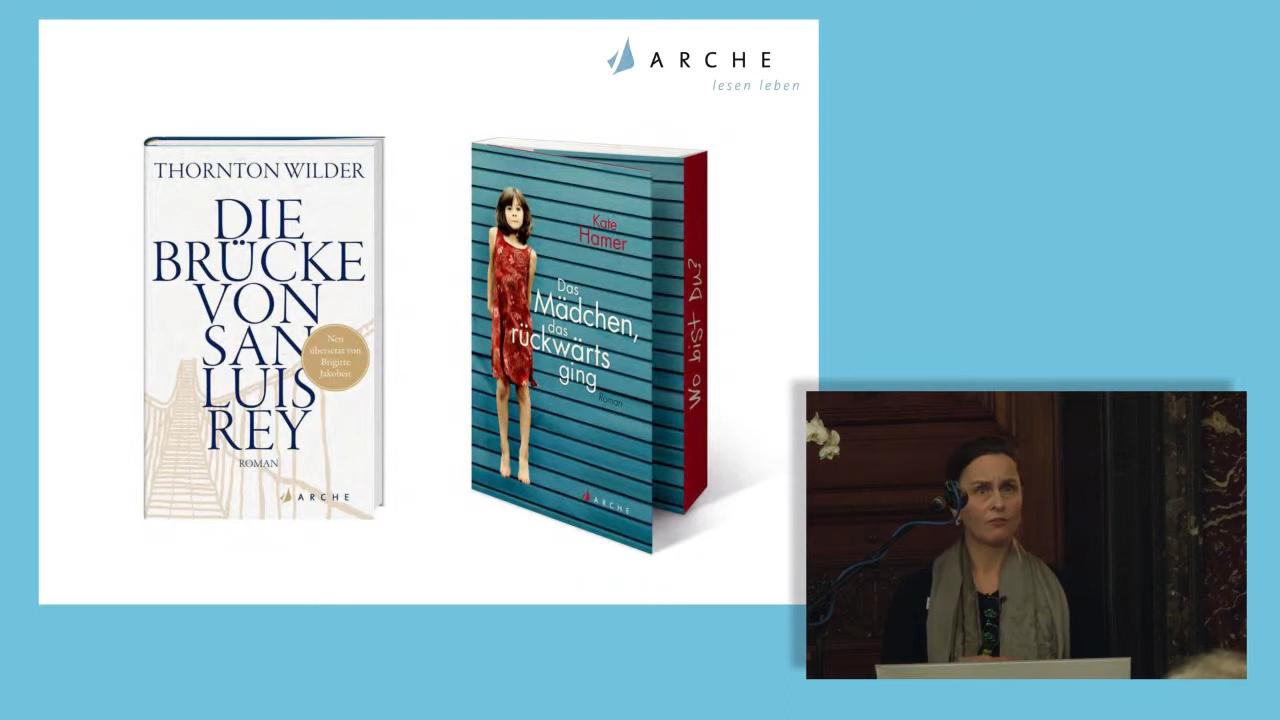 ARCHE
lesen leben
THORNTON WILDER
DIE
BRÜCKE
VON
SAN
LUIS
REY
ROMAN
Neu
übersetzt von
Brigitte
Jakobeit
ARCHE
Kate
Hamer
Das
Mädchen,
das
rückwärts
ging
Roman
ARCHE
Wo bist Du?